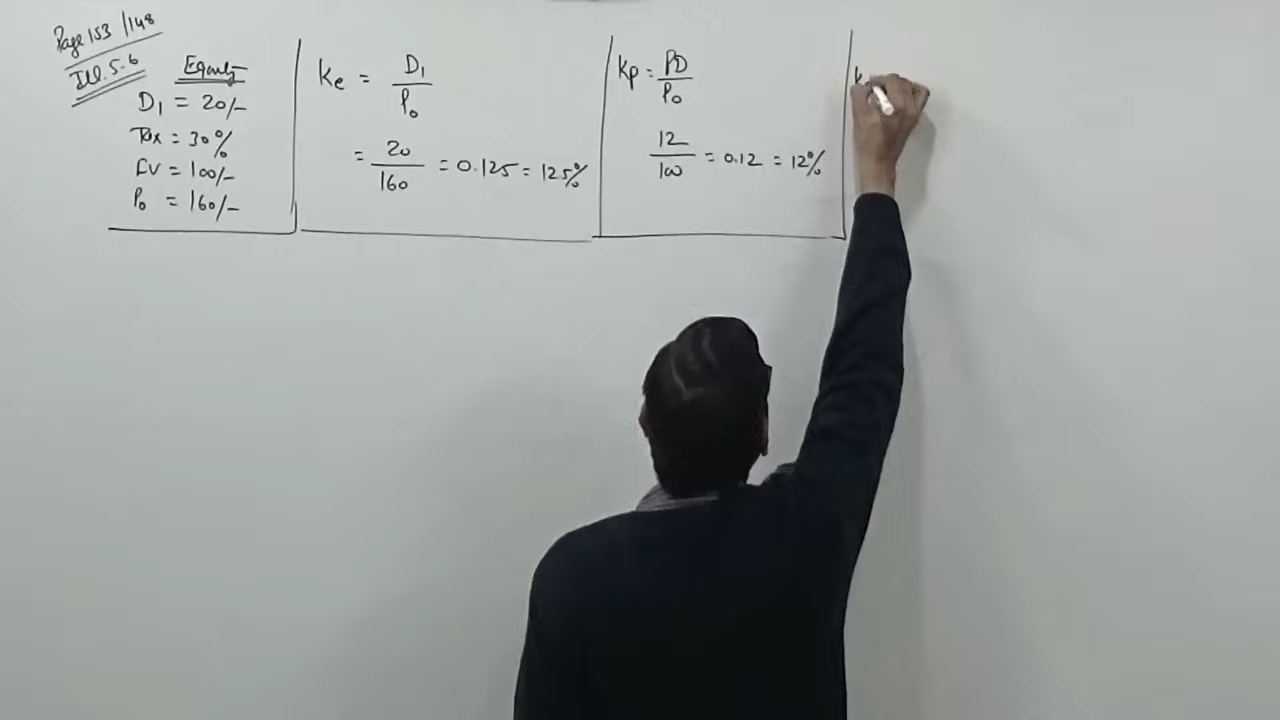 Page 153/148
Ill. 5.6
Equity
D₁ = 20/-
Tax = 30%
FV = 100/-
P₀ = 160/-
Ke = D₁ / P₀
= 20 / 160 = 0.125 = 12.5%
Kp = PD / P₀
12 / 100 = 0.12 = 12%
K